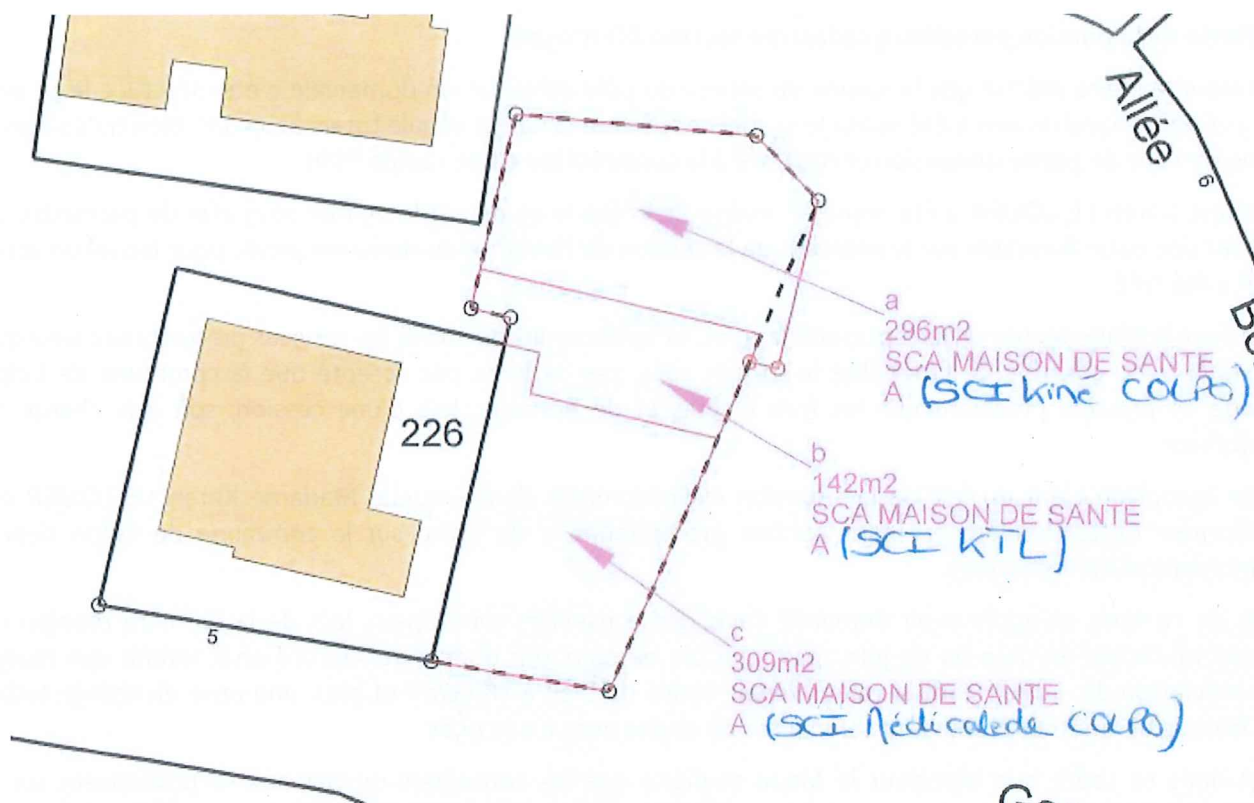 Allée
6
Bo
a
296m2
SCA MAISON DE SANTE
A (SCI Kiné COLPO)
226
b
142m2
SCA MAISON DE SANTE
A (SCI KTL)
c
309m2
SCA MAISON DE SANTE
A (SCI Médicale de COLPO)
5